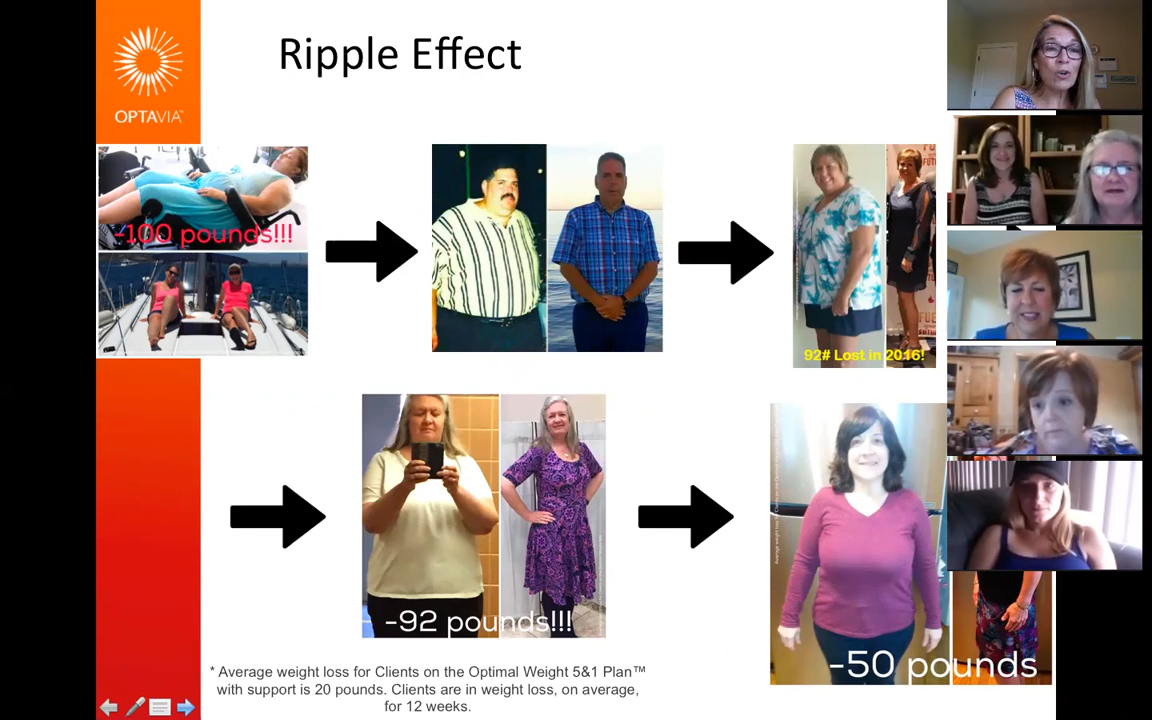 Ripple Effect
OPTAVIA™
-100 pounds!!!
92# Lost in 2016!
-92 pounds!!!
-50 pounds
* Average weight loss for Clients on the Optimal Weight 5&1 Plan™
with support is 20 pounds. Clients are in weight loss, on average,
for 12 weeks.